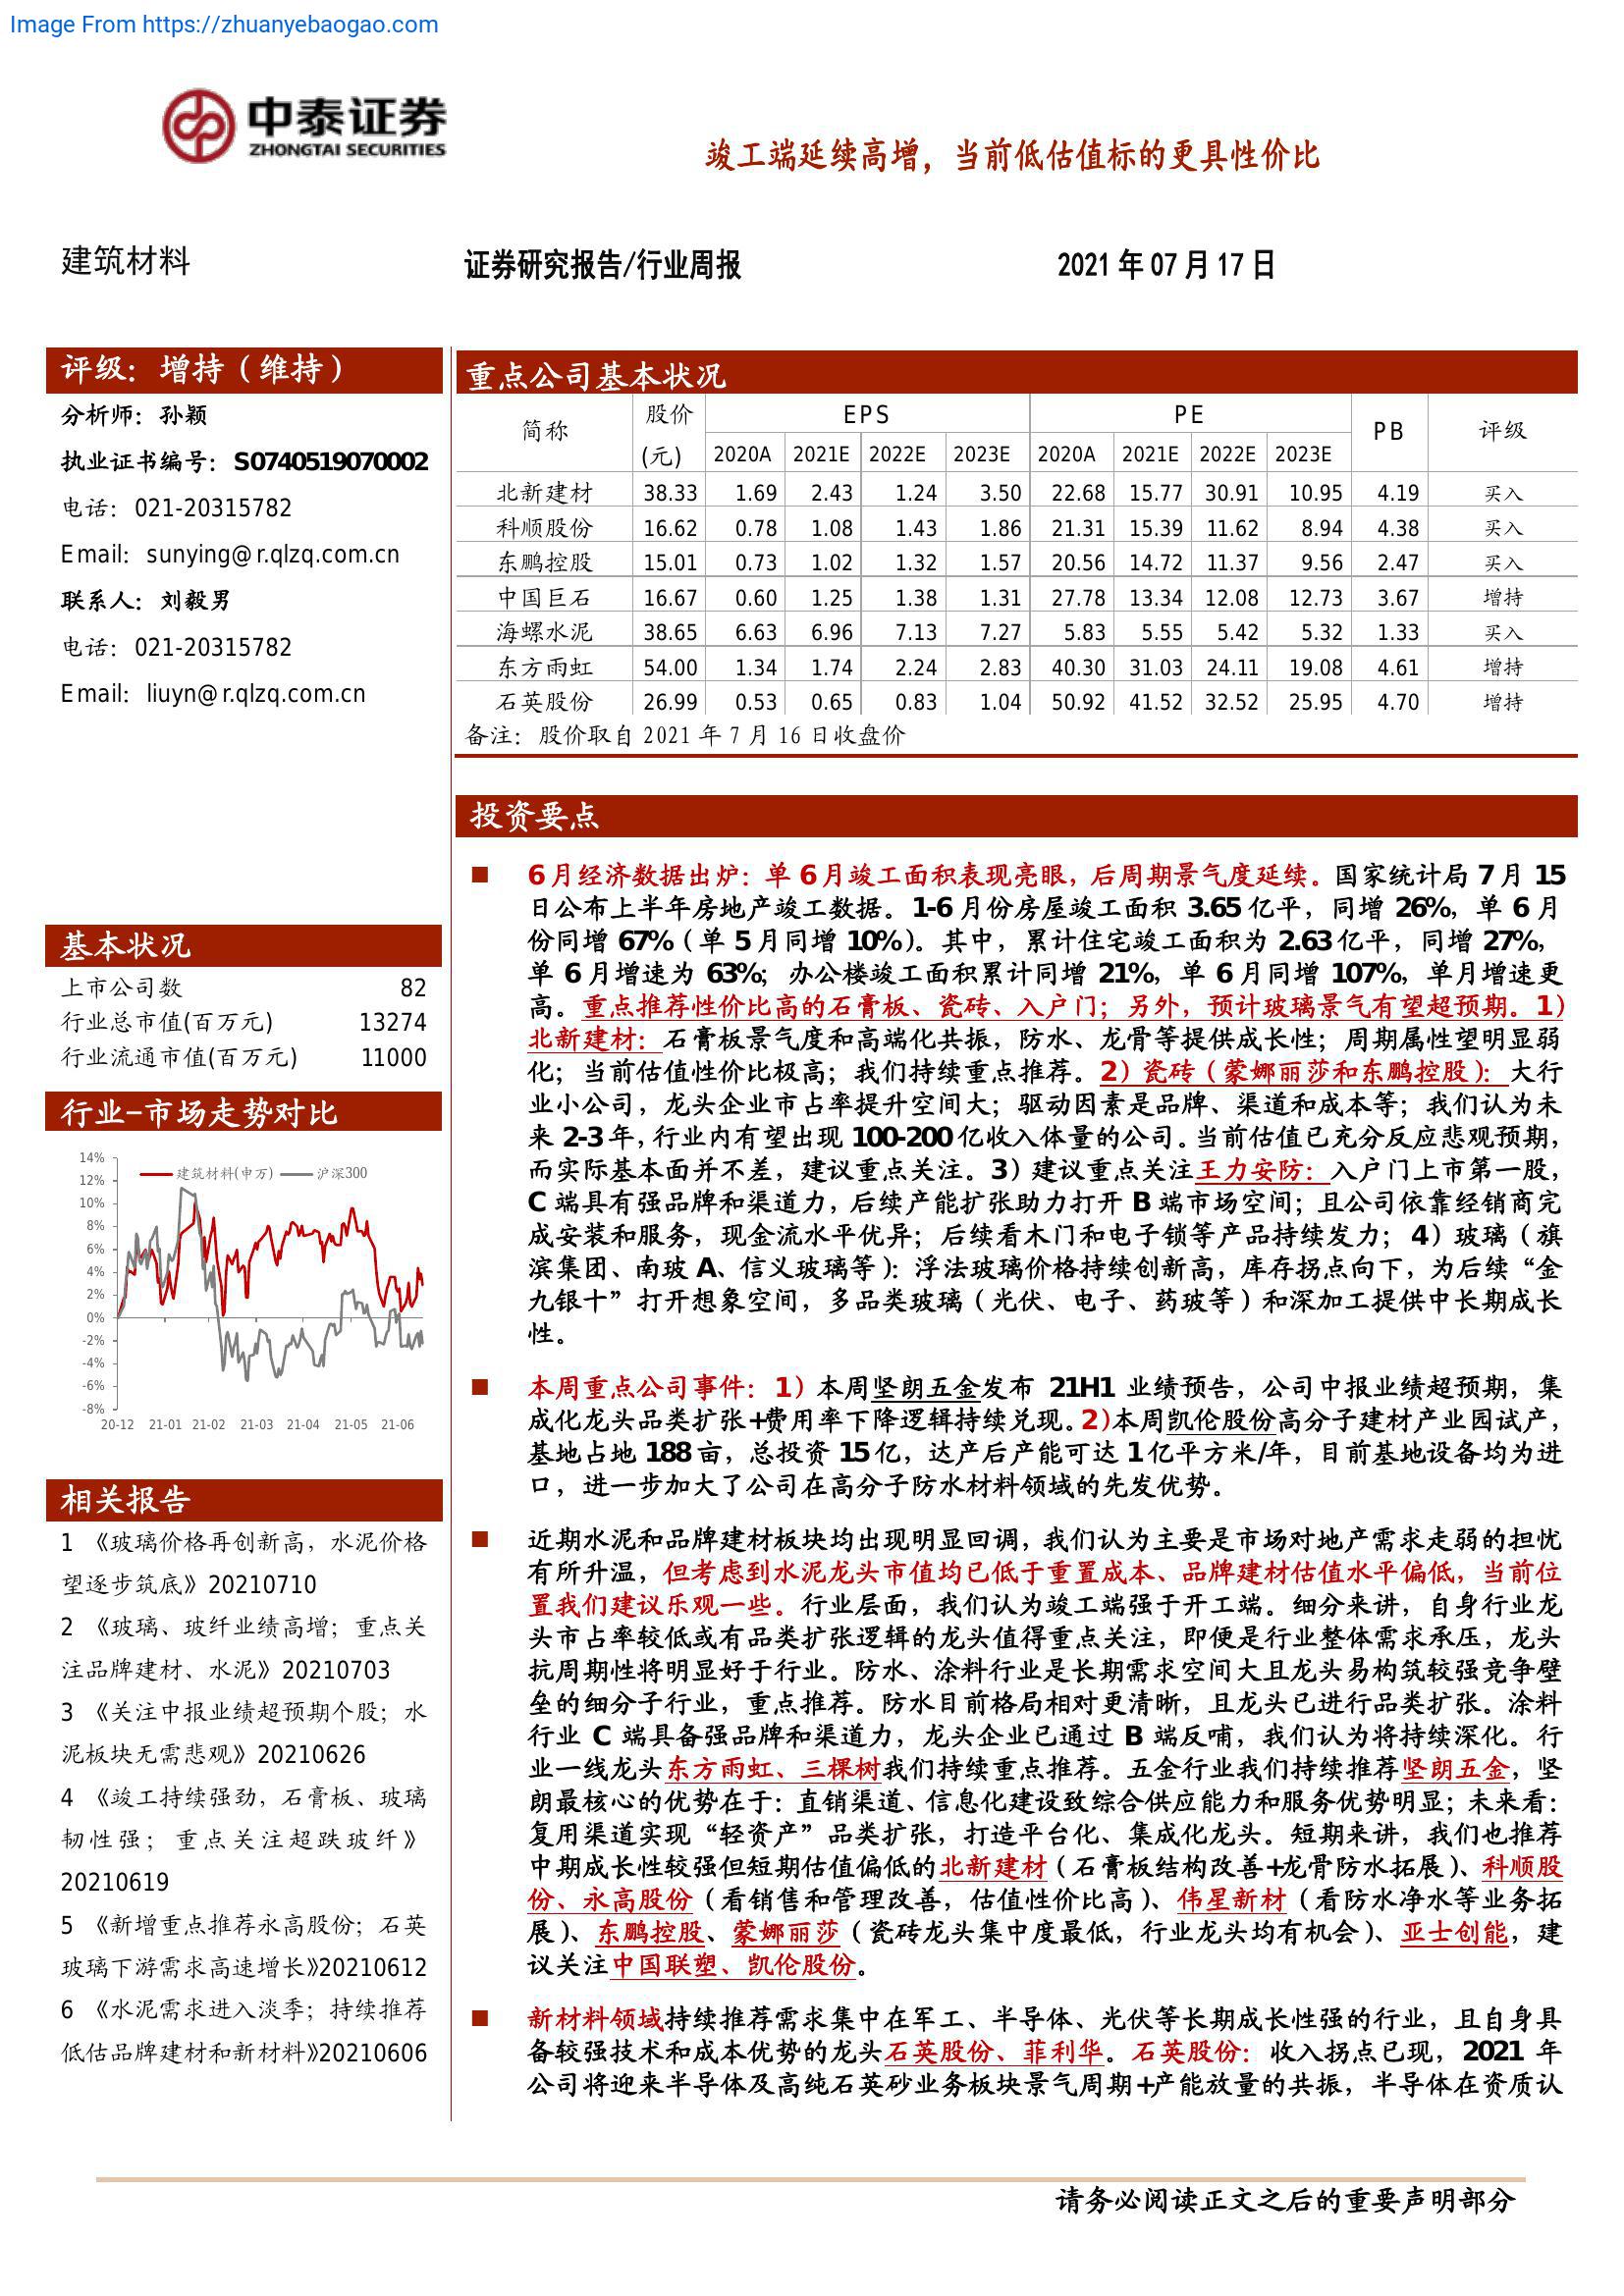 Image From https://zhuanyebaogao.com
中泰证券
ZHONGTAI SECURITIES
竣工端延续高增，当前低估值标的更具性价比
建筑材料
证券研究报告/行业周报
2021 年 07 月 17 日
评级：增持（维持）
分析师：孙颖
执业证书编号：S0740519070002
电话：021-20315782
Email：sunying@r.qlzq.com.cn
联系人：刘毅男
电话：021-20315782
Email：liuyn@r.qlzq.com.cn
基本状况
上市公司数 82
行业总市值(百万元) 13274
行业流通市值(百万元) 11000
行业-市场走势对比
建筑材料(申万) 沪深300
14%
12%
10%
8%
6%
4%
2%
0%
-2%
-4%
-6%
-8%
20-12 21-01 21-02 21-03 21-04 21-05 21-06
相关报告
1 《玻璃价格再创新高，水泥价格
望逐步筑底》20210710
2 《玻璃、玻纤业绩高增；重点关
注品牌建材、水泥》20210703
3 《关注中报业绩超预期个股；水
泥板块无需悲观》20210626
4 《竣工持续强劲，石膏板、玻璃
韧性强；重点关注超跌玻纤》
20210619
5 《新增重点推荐永高股份；石英
玻璃下游需求高速增长》20210612
6 《水泥需求进入淡季；持续推荐
低估品牌建材和新材料》20210606
重点公司基本状况
简称 股价 EPS PE PB 评级
(元) 2020A 2021E 2022E 2023E 2020A 2021E 2022E 2023E
北新建材 38.33 1.69 2.43 1.24 3.50 22.68 15.77 30.91 10.95 4.19 买入
科顺股份 16.62 0.78 1.08 1.43 1.86 21.31 15.39 11.62 8.94 4.38 买入
东鹏控股 15.01 0.73 1.02 1.32 1.57 20.56 14.72 11.37 9.56 2.47 买入
中国巨石 16.67 0.60 1.25 1.38 1.31 27.78 13.34 12.08 12.73 3.67 增持
海螺水泥 38.65 6.63 6.96 7.13 7.27 5.83 5.55 5.42 5.32 1.33 买入
东方雨虹 54.00 1.34 1.74 2.24 2.83 40.30 31.03 24.11 19.08 4.61 增持
石英股份 26.99 0.53 0.65 0.83 1.04 50.92 41.52 32.52 25.95 4.70 增持
备注：股价取自 2021 年 7 月 16 日收盘价
投资要点
■ 6 月经济数据出炉：单 6 月竣工面积表现亮眼，后周期景气度延续。国家统计局 7 月 15
日公布上半年房地产竣工数据。1-6 月份房屋竣工面积 3.65 亿平，同增 26%，单 6 月
份同增 67%（单 5 月同增 10%）。其中，累计住宅竣工面积为 2.63 亿平，同增 27%，
单 6 月增速为 63%；办公楼竣工面积累计同增 21%，单 6 月同增 107%，单月增速更
高。重点推荐性价比高的石膏板、瓷砖、入户门；另外，预计玻璃景气有望超预期。1）
北新建材：石膏板景气度和高端化共振，防水、龙骨等提供成长性；周期属性望明显弱
化；当前估值性价比极高；我们持续重点推荐。2）瓷砖（蒙娜丽莎和东鹏控股）：大行
业小公司，龙头企业市占率提升空间大；驱动因素是品牌、渠道和成本等；我们认为未
来 2-3 年，行业内有望出现 100-200 亿收入体量的公司。当前估值已充分反应悲观预期，
而实际基本面并不差，建议重点关注。3）建议重点关注王力安防：入户门上市第一股，
C 端具有强品牌和渠道力，后续产能扩张助力打开 B 端市场空间；且公司依靠经销商完
成安装和服务，现金流水平优异；后续看木门和电子锁等产品持续发力；4）玻璃（旗
滨集团、南玻 A、信义玻璃等）：浮法玻璃价格持续创新高，库存拐点向下，为后续“金
九银十”打开想象空间，多品类玻璃（光伏、电子、药玻等）和深加工提供中长期成长
性。
■ 本周重点公司事件：1）本周坚朗五金发布 21H1 业绩预告，公司中报业绩超预期，集
成化龙头品类扩张+费用率下降逻辑持续兑现。2)本周凯伦股份高分子建材产业园试产，
基地占地 188 亩，总投资 15 亿，达产后产能可达 1 亿平方米/年，目前基地设备均为进
口，进一步加大了公司在高分子防水材料领域的先发优势。
■ 近期水泥和品牌建材板块均出现明显回调，我们认为主要是市场对地产需求走弱的担忧
有所升温，但考虑到水泥龙头市值均已低于重置成本、品牌建材估值水平偏低，当前位
置我们建议乐观一些。行业层面，我们认为竣工端强于开工端。细分来讲，自身行业龙
头市占率较低或有品类扩张逻辑的龙头值得重点关注，即便是行业整体需求承压，龙头
抗周期性将明显好于行业。防水、涂料行业是长期需求空间大且龙头易构筑较强竞争壁
垒的细分子行业，重点推荐。防水目前格局相对更清晰，且龙头已进行品类扩张。涂料
行业 C 端具备强品牌和渠道力，龙头企业已通过 B 端反哺，我们认为将持续深化。行
业一线龙头东方雨虹、三棵树我们持续重点推荐。五金行业我们持续推荐坚朗五金，坚
朗最核心的优势在于：直销渠道、信息化建设致综合供应能力和服务优势明显；未来看：
复用渠道实现“轻资产”品类扩张，打造平台化、集成化龙头。短期来讲，我们也推荐
中期成长性较强但短期估值偏低的北新建材（石膏板结构改善+龙骨防水拓展）、科顺股
份、永高股份（看销售和管理改善，估值性价比高）、伟星新材（看防水净水等业务拓
展）、东鹏控股、蒙娜丽莎（瓷砖龙头集中度最低，行业龙头均有机会）、亚士创能，建
议关注中国联塑、凯伦股份。
■ 新材料领域持续推荐需求集中在军工、半导体、光伏等长期成长性强的行业，且自身具
备较强技术和成本优势的龙头石英股份、菲利华。石英股份：收入拐点已现，2021 年
公司将迎来半导体及高纯石英砂业务板块景气周期+产能放量的共振，半导体在资质认
请务必阅读正文之后的重要声明部分